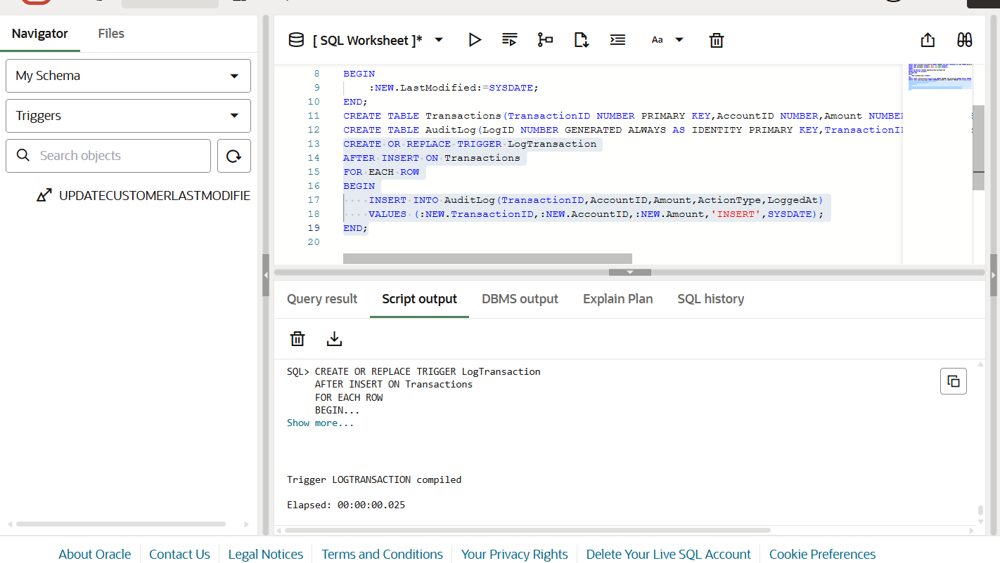 Navigator
Files
My Schema
Triggers
Search objects
UPDATECUSTOMERLASTMODIFIE
[ SQL Worksheet ]*
Aa
8 BEGIN
9 :NEW.LastModified:=SYSDATE;
10 END;
11 CREATE TABLE Transactions(TransactionID NUMBER PRIMARY KEY,AccountID NUMBER,Amount NUMBER
12 CREATE TABLE AuditLog(LogID NUMBER GENERATED ALWAYS AS IDENTITY PRIMARY KEY,TransactionI
13 CREATE OR REPLACE TRIGGER LogTransaction
14 AFTER INSERT ON Transactions
15 FOR EACH ROW
16 BEGIN
17 INSERT INTO AuditLog(TransactionID,AccountID,Amount,ActionType,LoggedAt)
18 VALUES (:NEW.TransactionID,:NEW.AccountID,:NEW.Amount,'INSERT',SYSDATE);
19 END;
20
Query result
Script output
DBMS output
Explain Plan
SQL history
SQL> CREATE OR REPLACE TRIGGER LogTransaction
AFTER INSERT ON Transactions
FOR EACH ROW
BEGIN...
Show more...
Trigger LOGTRANSACTION compiled
Elapsed: 00:00:00.025
About Oracle
Contact Us
Legal Notices
Terms and Conditions
Your Privacy Rights
Delete Your Live SQL Account
Cookie Preferences